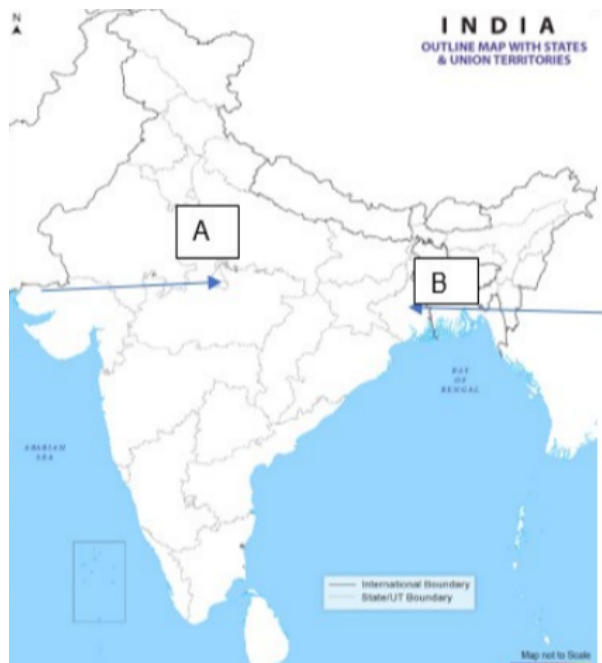 N
INDIA
OUTLINE MAP WITH STATES
& UNION TERRITORIES
A
B
BAY
OF
BENGAL
ARABIAN
SEA
International Boundary
State/UT Boundary
Map not to Scale